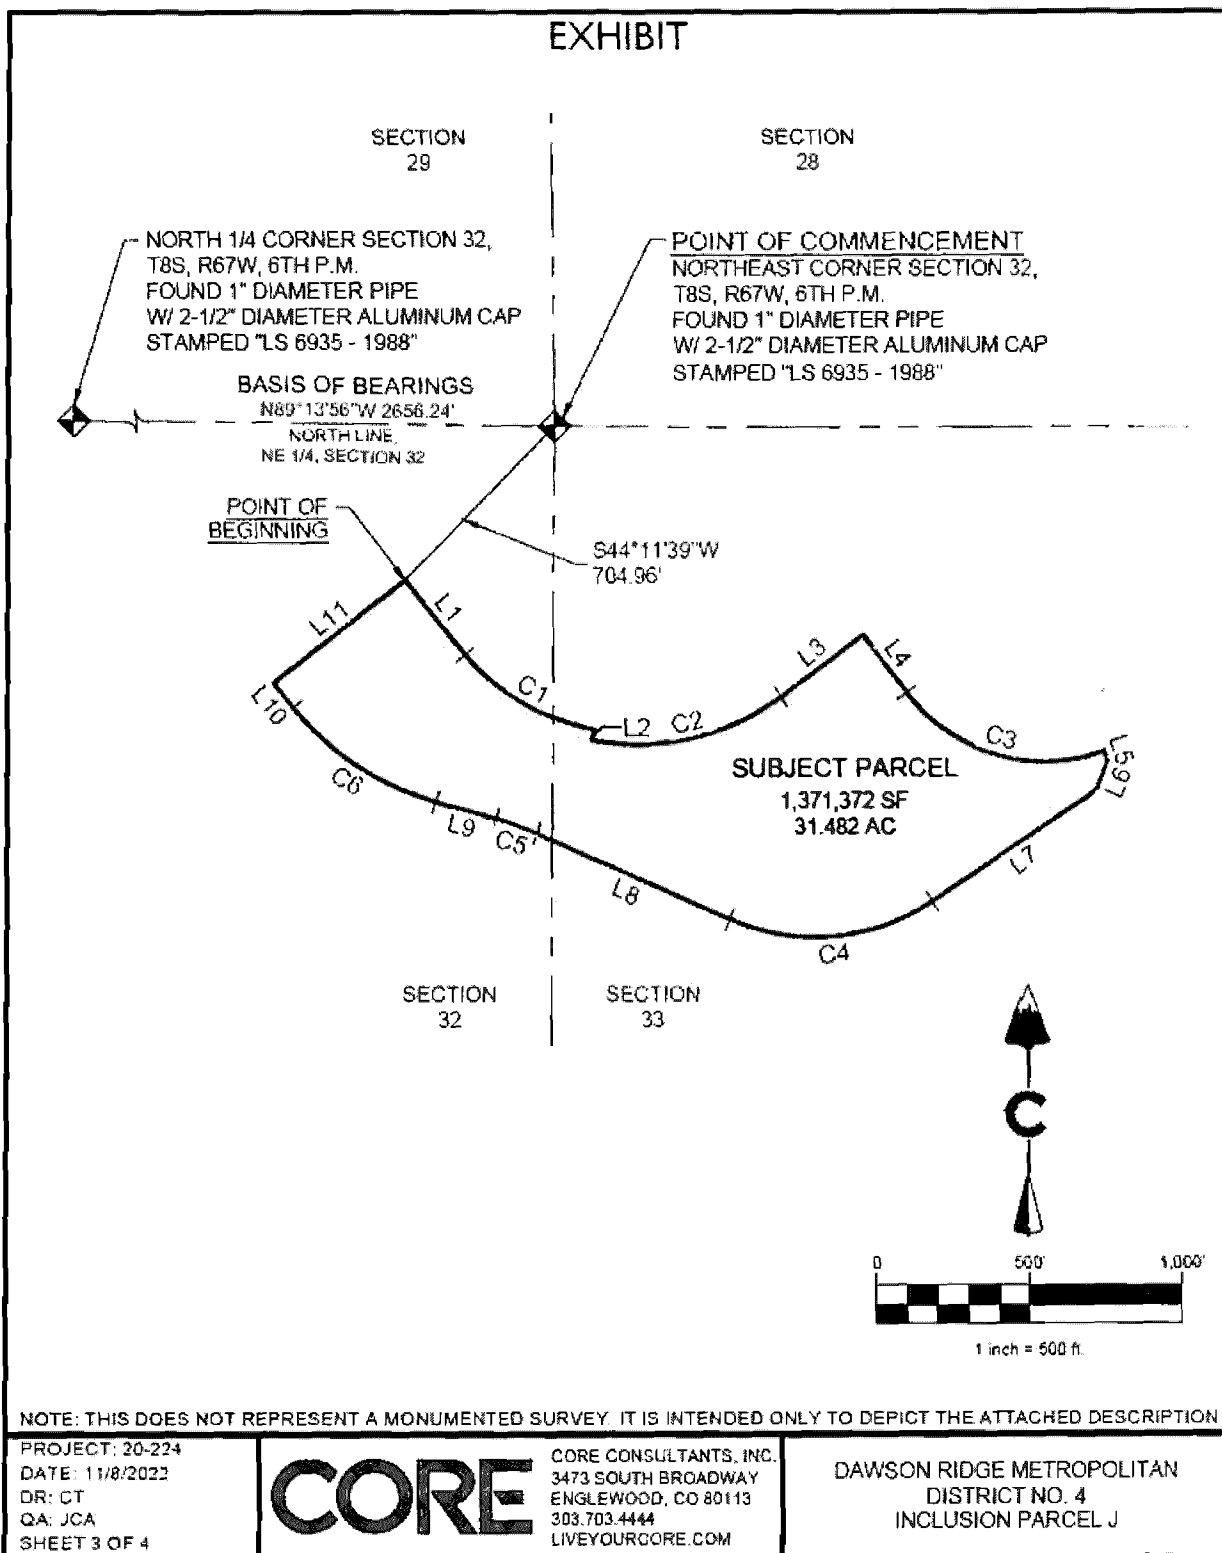 EXHIBIT
SECTION
29
SECTION
28
NORTH 1/4 CORNER SECTION 32,
T8S, R67W, 6TH P.M.
FOUND 1" DIAMETER PIPE
W/ 2-1/2" DIAMETER ALUMINUM CAP
STAMPED "LS 6935 - 1988"
POINT OF COMMENCEMENT
NORTHEAST CORNER SECTION 32,
T8S, R67W, 6TH P.M.
FOUND 1" DIAMETER PIPE
W/ 2-1/2" DIAMETER ALUMINUM CAP
STAMPED "LS 6935 - 1988"
BASIS OF BEARINGS
N89°13'56"W 2656.24'
NORTH LINE,
NE 1/4, SECTION 32
POINT OF
BEGINNING
S44°11'39"W
704.96'
L11
L1
L3
L4
L10
C1
L2
C2
C3
SUBJECT PARCEL
1,371,372 SF
31.482 AC
C6
L9
C5
L8
L7
C4
SECTION
32
SECTION
33
C
0 500' 1,000'
1 inch = 500 ft.
NOTE: THIS DOES NOT REPRESENT A MONUMENTED SURVEY. IT IS INTENDED ONLY TO DEPICT THE ATTACHED DESCRIPTION
PROJECT: 20-224
DATE: 11/8/2022
DR: CT
QA: JCA
SHEET 3 OF 4
CORE
CORE CONSULTANTS, INC.
3473 SOUTH BROADWAY
ENGLEWOOD, CO 80113
303.703.4444
LIVEYOURCORE.COM
DAWSON RIDGE METROPOLITAN
DISTRICT NO. 4
INCLUSION PARCEL J